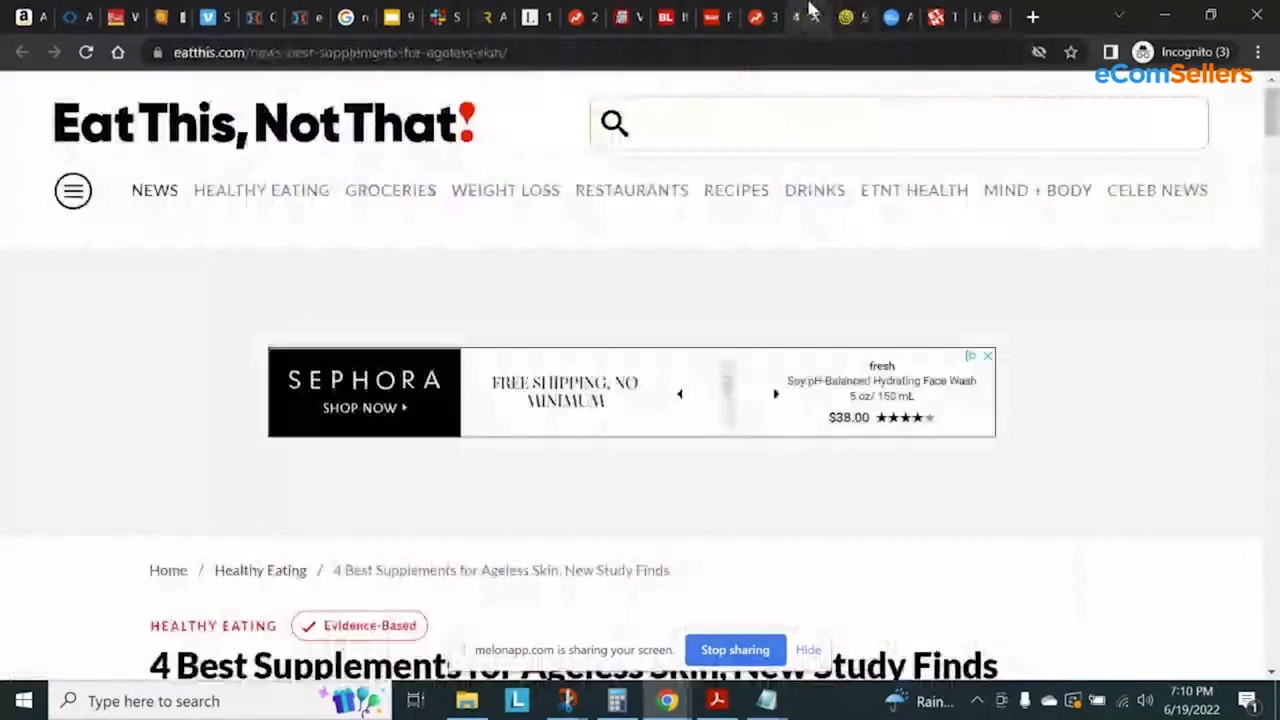 eatthis.com/news-best-supplements-for-ageless-skin/
Incognito (3)
eComSellers
Eat This, Not That!
NEWS HEALTHY EATING GROCERIES WEIGHT LOSS RESTAURANTS RECIPES DRINKS ETNT HEALTH MIND + BODY CELEB NEWS
SEPHORA
SHOP NOW
FREE SHIPPING, NO
MINIMUM
fresh
Soy pH-Balanced Hydrating Face Wash
5 oz/ 150 mL
$38.00
Home / Healthy Eating / 4 Best Supplements for Ageless Skin, New Study Finds
HEALTHY EATING
Evidence-Based
4 Best Supplements for Ageless Skin, New Study Finds
melonapp.com is sharing your screen.
Stop sharing
Hide
Type here to search
Rain...
7:10 PM
6/19/2022